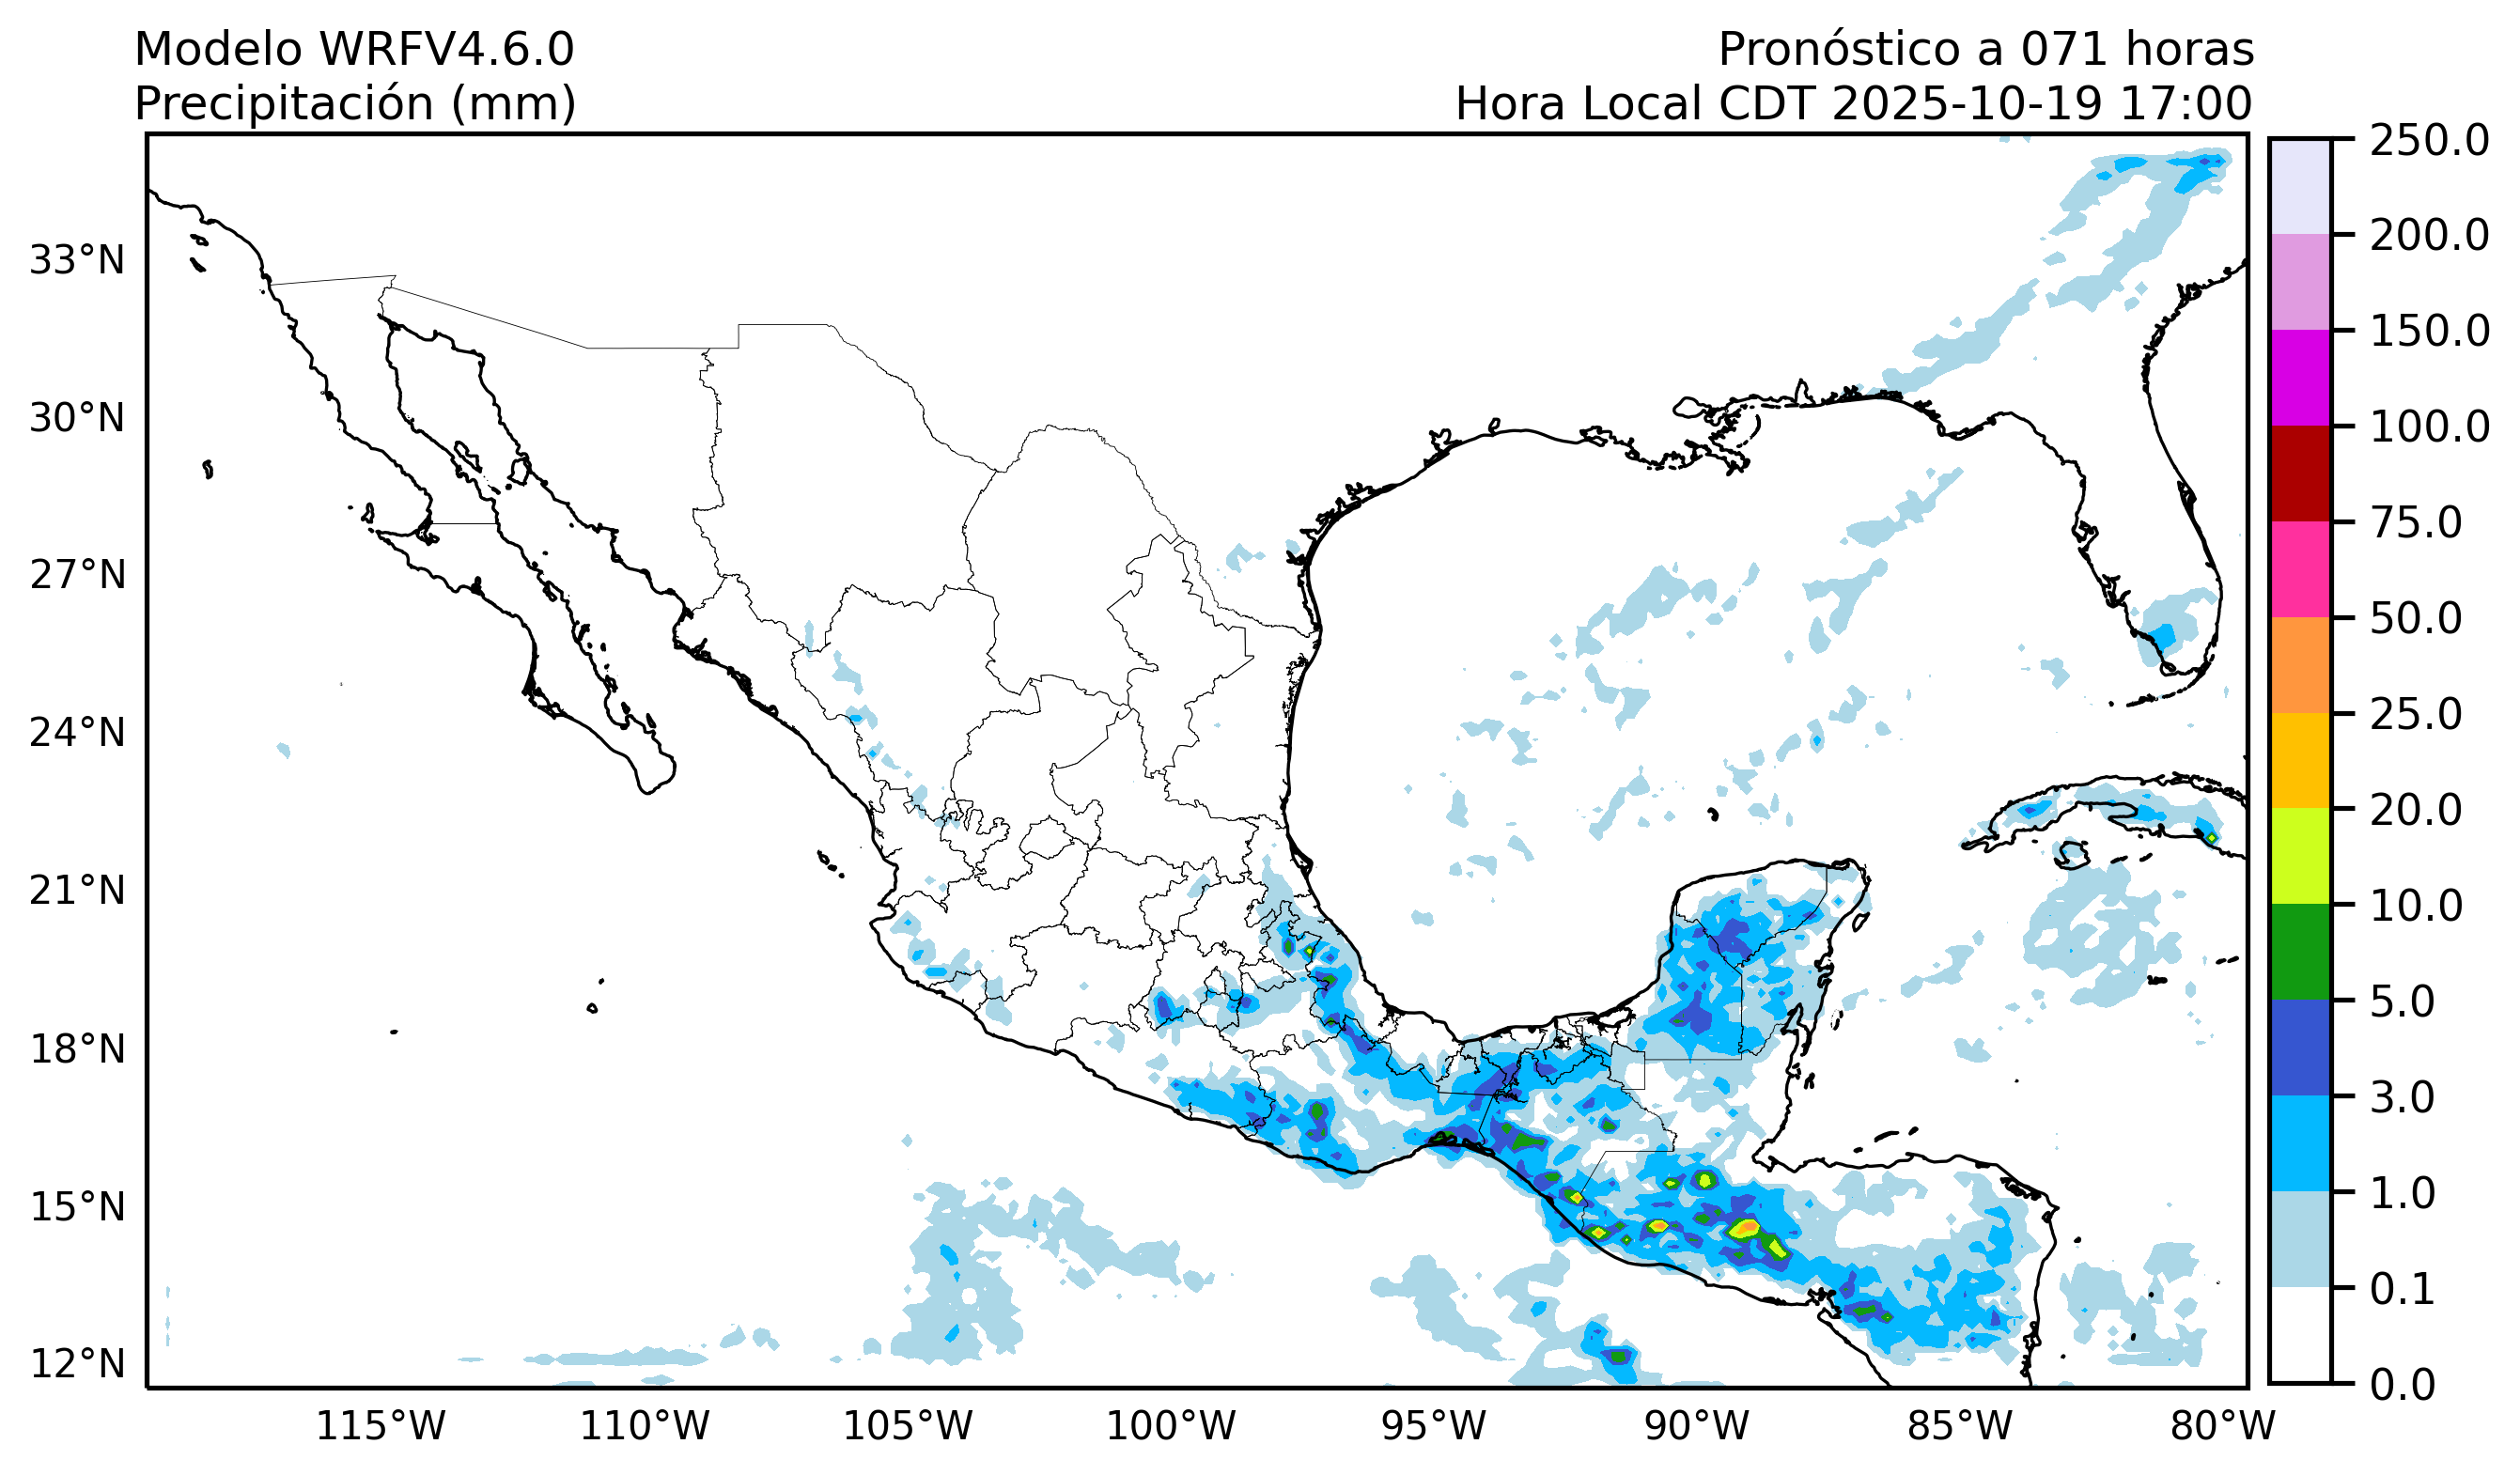 Modelo WRFV4.6.0
Precipitación (mm)
Pronóstico a 071 horas
Hora Local CDT 2025-10-19 17:00
33°N
30°N
27°N
24°N
21°N
18°N
15°N
12°N
115°W
110°W
105°W
100°W
95°W
90°W
85°W
80°W
250.0
200.0
150.0
100.0
75.0
50.0
25.0
20.0
10.0
5.0
3.0
1.0
0.1
0.0